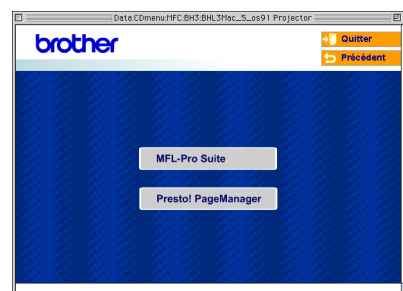 Data:CDmenu:MFC:BH3:BHL3Mac_5_os91 Projector
brother
Quitter
Précédent
MFL-Pro Suite
Presto! PageManager